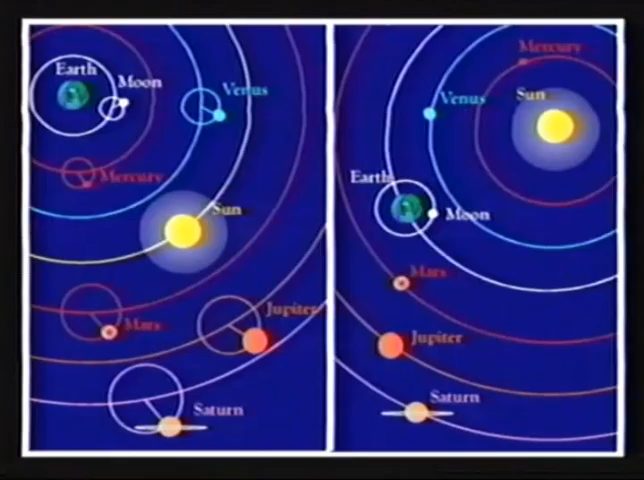 Earth
Moon
Venus
Mercury
Sun
Mars
Jupiter
Saturn
Mercury
Sun
Venus
Earth
Moon
Mars
Jupiter
Saturn